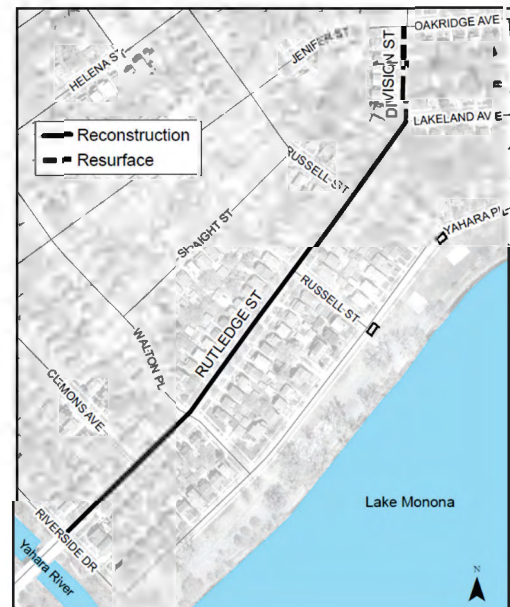 OAKRIDGE AVE
DIVISION ST
JENIFER ST
HELENA ST
LAKELAND AVE
Reconstruction
Resurface
RUSSELL ST
YAHARA PL
SPAIGHT ST
RUSSELL ST
RUTLEDGE ST
WALTON PL
CLEMONS AVE
Lake Monona
RIVERSIDE DR
Yahara River
N